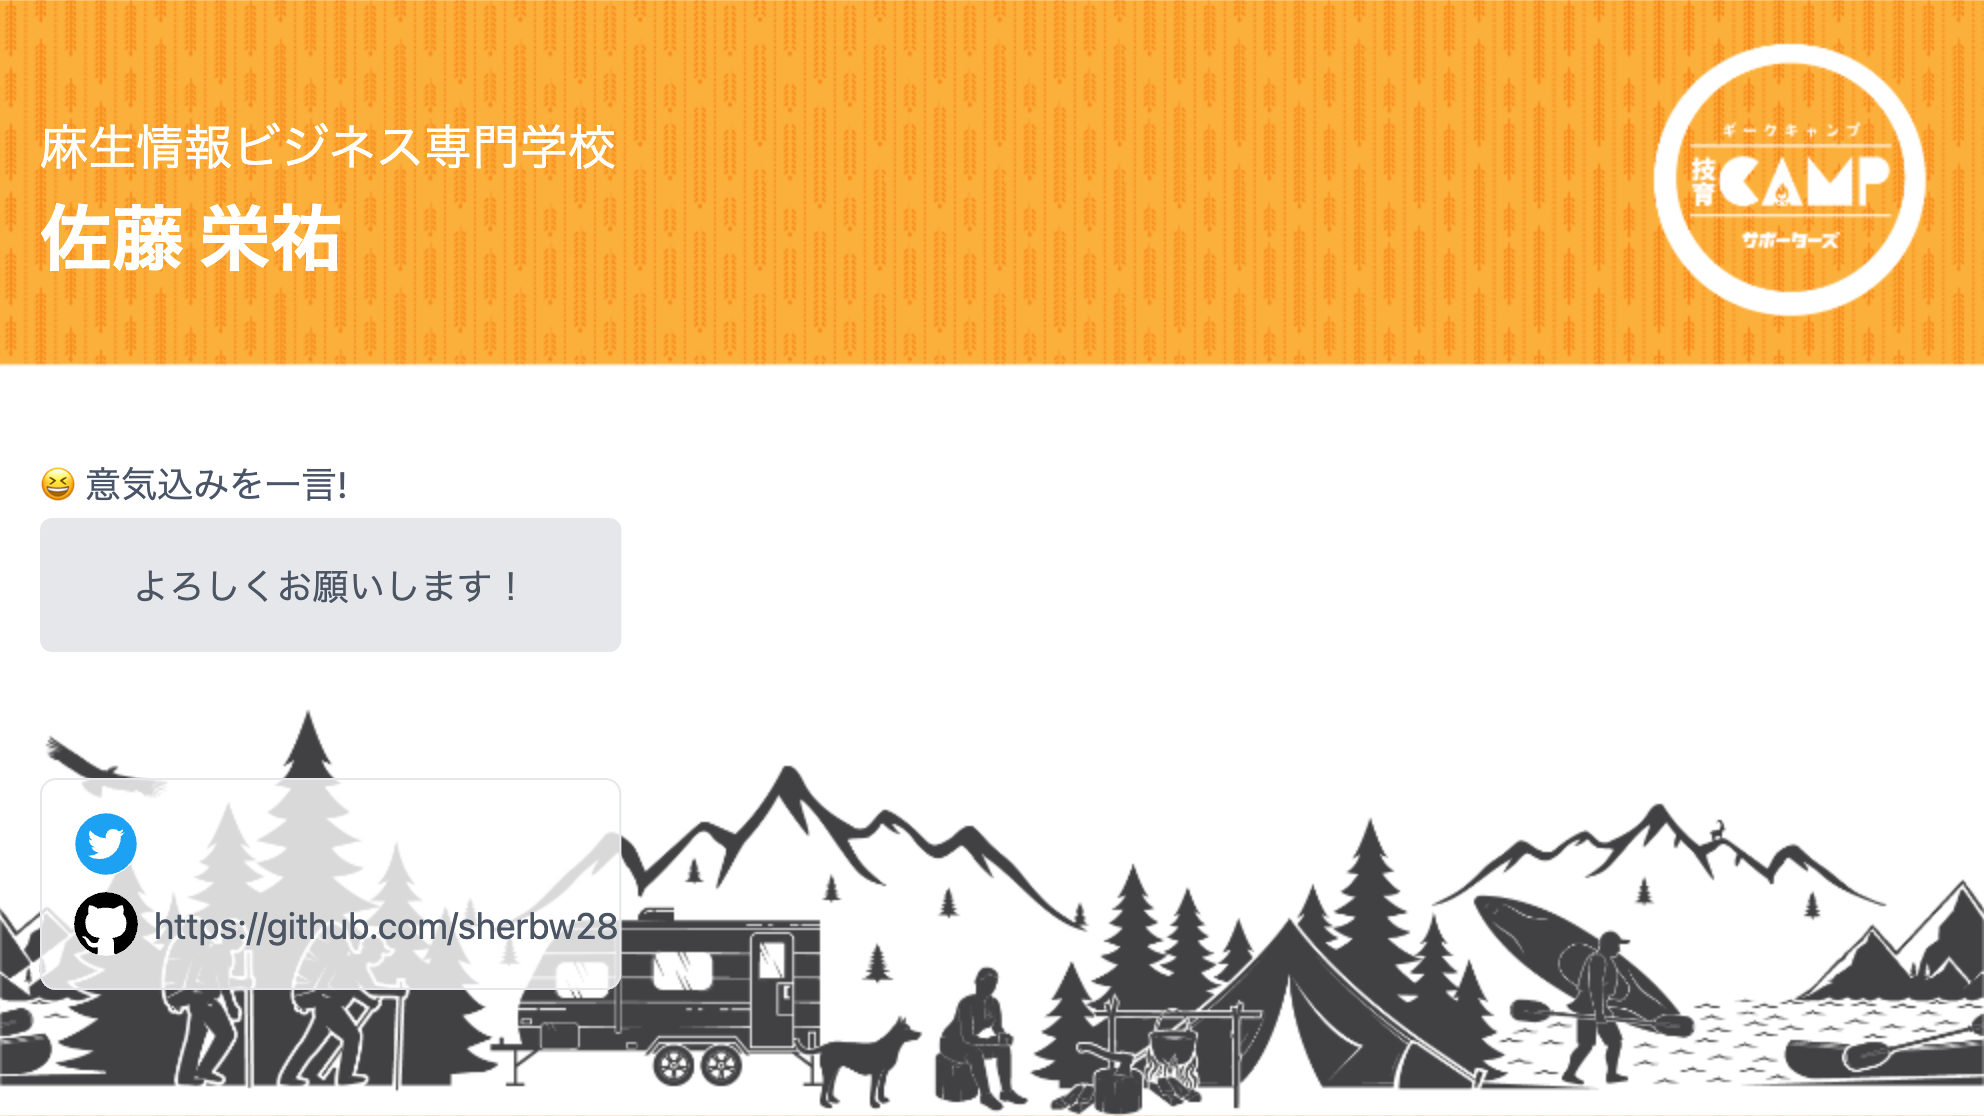 麻生情報ビジネス専門学校
佐藤 栄祐
ギークキャンプ
技育CAMP
サポーターズ
😆 意気込みを一言!
よろしくお願いします！
https://github.com/sherbw28